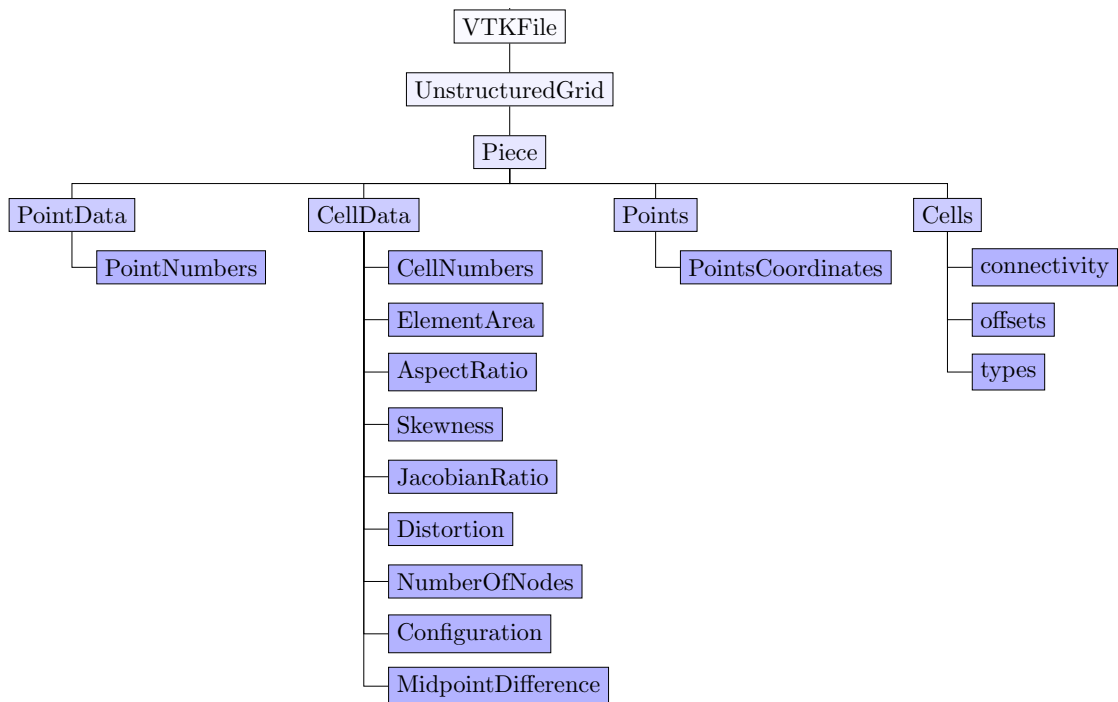 VTKFile
UnstructuredGrid
Piece
PointData
CellData
Points
Cells
PointNumbers
CellNumbers
PointsCoordinates
connectivity
ElementArea
offsets
AspectRatio
types
Skewness
JacobianRatio
Distortion
NumberOfNodes
Configuration
MidpointDifference